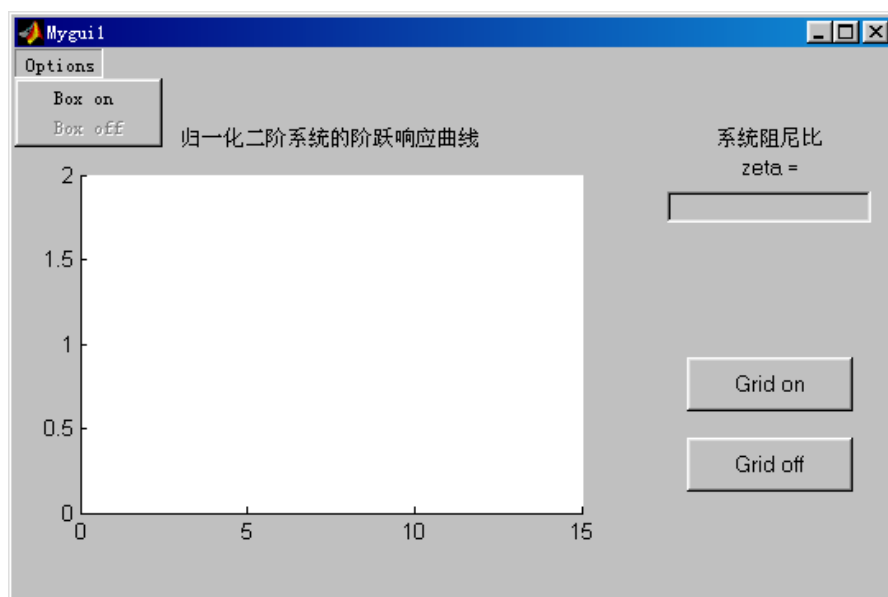 Mygui1
Options
Box on
Box off
归一化二阶系统的阶跃响应曲线
系统阻尼比
zeta =
2
1.5
1
0.5
0
0 5 10 15
Grid on
Grid off